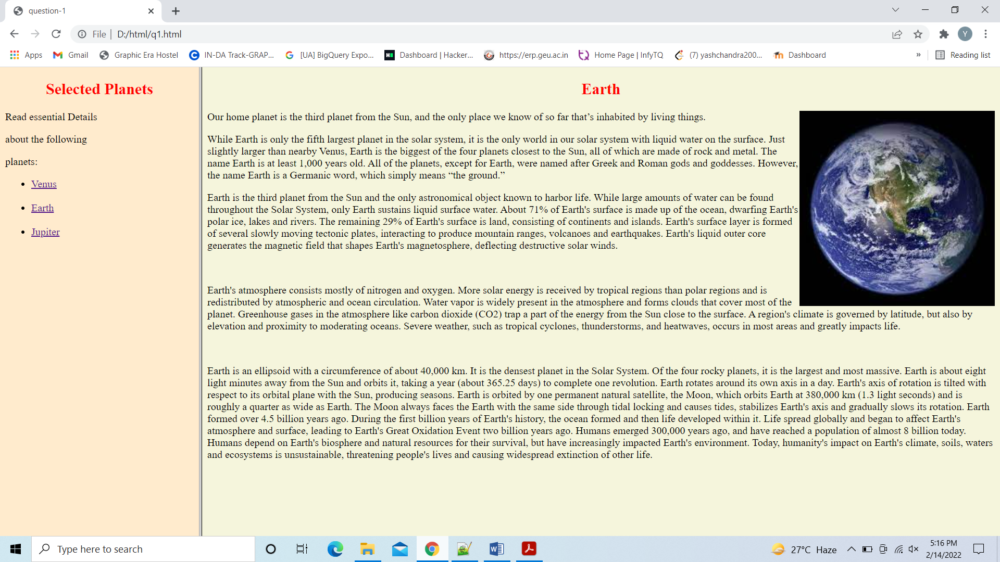 question-1
File D:/html/q1.html
Y
Apps Gmail Graphic Era Hostel IN-DA Track-GRAP... [UA] BigQuery Expo... Dashboard | Hacker... https://erp.geu.ac.in Home Page | InfyTQ (7) yashchandra200... Dashboard » Reading list
Selected Planets
Read essential Details
about the following
planets:
Venus
Earth
Jupiter
Earth
Our home planet is the third planet from the Sun, and the only place we know of so far that’s inhabited by living things.
While Earth is only the fifth largest planet in the solar system, it is the only world in our solar system with liquid water on the surface. Just
slightly larger than nearby Venus, Earth is the biggest of the four planets closest to the Sun, all of which are made of rock and metal. The
name Earth is at least 1,000 years old. All of the planets, except for Earth, were named after Greek and Roman gods and goddesses. However,
the name Earth is a Germanic word, which simply means “the ground.”
Earth is the third planet from the Sun and the only astronomical object known to harbor life. While large amounts of water can be found
throughout the Solar System, only Earth sustains liquid surface water. About 71% of Earth's surface is made up of the ocean, dwarfing Earth's
polar ice, lakes and rivers. The remaining 29% of Earth's surface is land, consisting of continents and islands. Earth's surface layer is formed
of several slowly moving tectonic plates, interacting to produce mountain ranges, volcanoes and earthquakes. Earth's liquid outer core
generates the magnetic field that shapes Earth's magnetosphere, deflecting destructive solar winds.
Earth's atmosphere consists mostly of nitrogen and oxygen. More solar energy is received by tropical regions than polar regions and is
redistributed by atmospheric and ocean circulation. Water vapor is widely present in the atmosphere and forms clouds that cover most of the
planet. Greenhouse gases in the atmosphere like carbon dioxide (CO2) trap a part of the energy from the Sun close to the surface. A region's climate is governed by latitude, but also by
elevation and proximity to moderating oceans. Severe weather, such as tropical cyclones, thunderstorms, and heatwaves, occurs in most areas and greatly impacts life.
Earth is an ellipsoid with a circumference of about 40,000 km. It is the densest planet in the Solar System. Of the four rocky planets, it is the largest and most massive. Earth is about eight
light minutes away from the Sun and orbits it, taking a year (about 365.25 days) to complete one revolution. Earth rotates around its own axis in a day. Earth's axis of rotation is tilted with
respect to its orbital plane with the Sun, producing seasons. Earth is orbited by one permanent natural satellite, the Moon, which orbits Earth at 380,000 km (1.3 light seconds) and is
roughly a quarter as wide as Earth. The Moon always faces the Earth with the same side through tidal locking and causes tides, stabilizes Earth's axis and gradually slows its rotation. Earth
formed over 4.5 billion years ago. During the first billion years of Earth's history, the ocean formed and then life developed within it. Life spread globally and began to affect Earth's
atmosphere and surface, leading to Earth's Great Oxidation Event two billion years ago. Humans emerged 300,000 years ago, and have reached a population of almost 8 billion today.
Humans depend on Earth's biosphere and natural resources for their survival, but have increasingly impacted Earth's environment. Today, humanity's impact on Earth's climate, soils, waters
and ecosystems is unsustainable, threatening people's lives and causing widespread extinction of other life.
Type here to search
27°C Haze
5:16 PM
2/14/2022